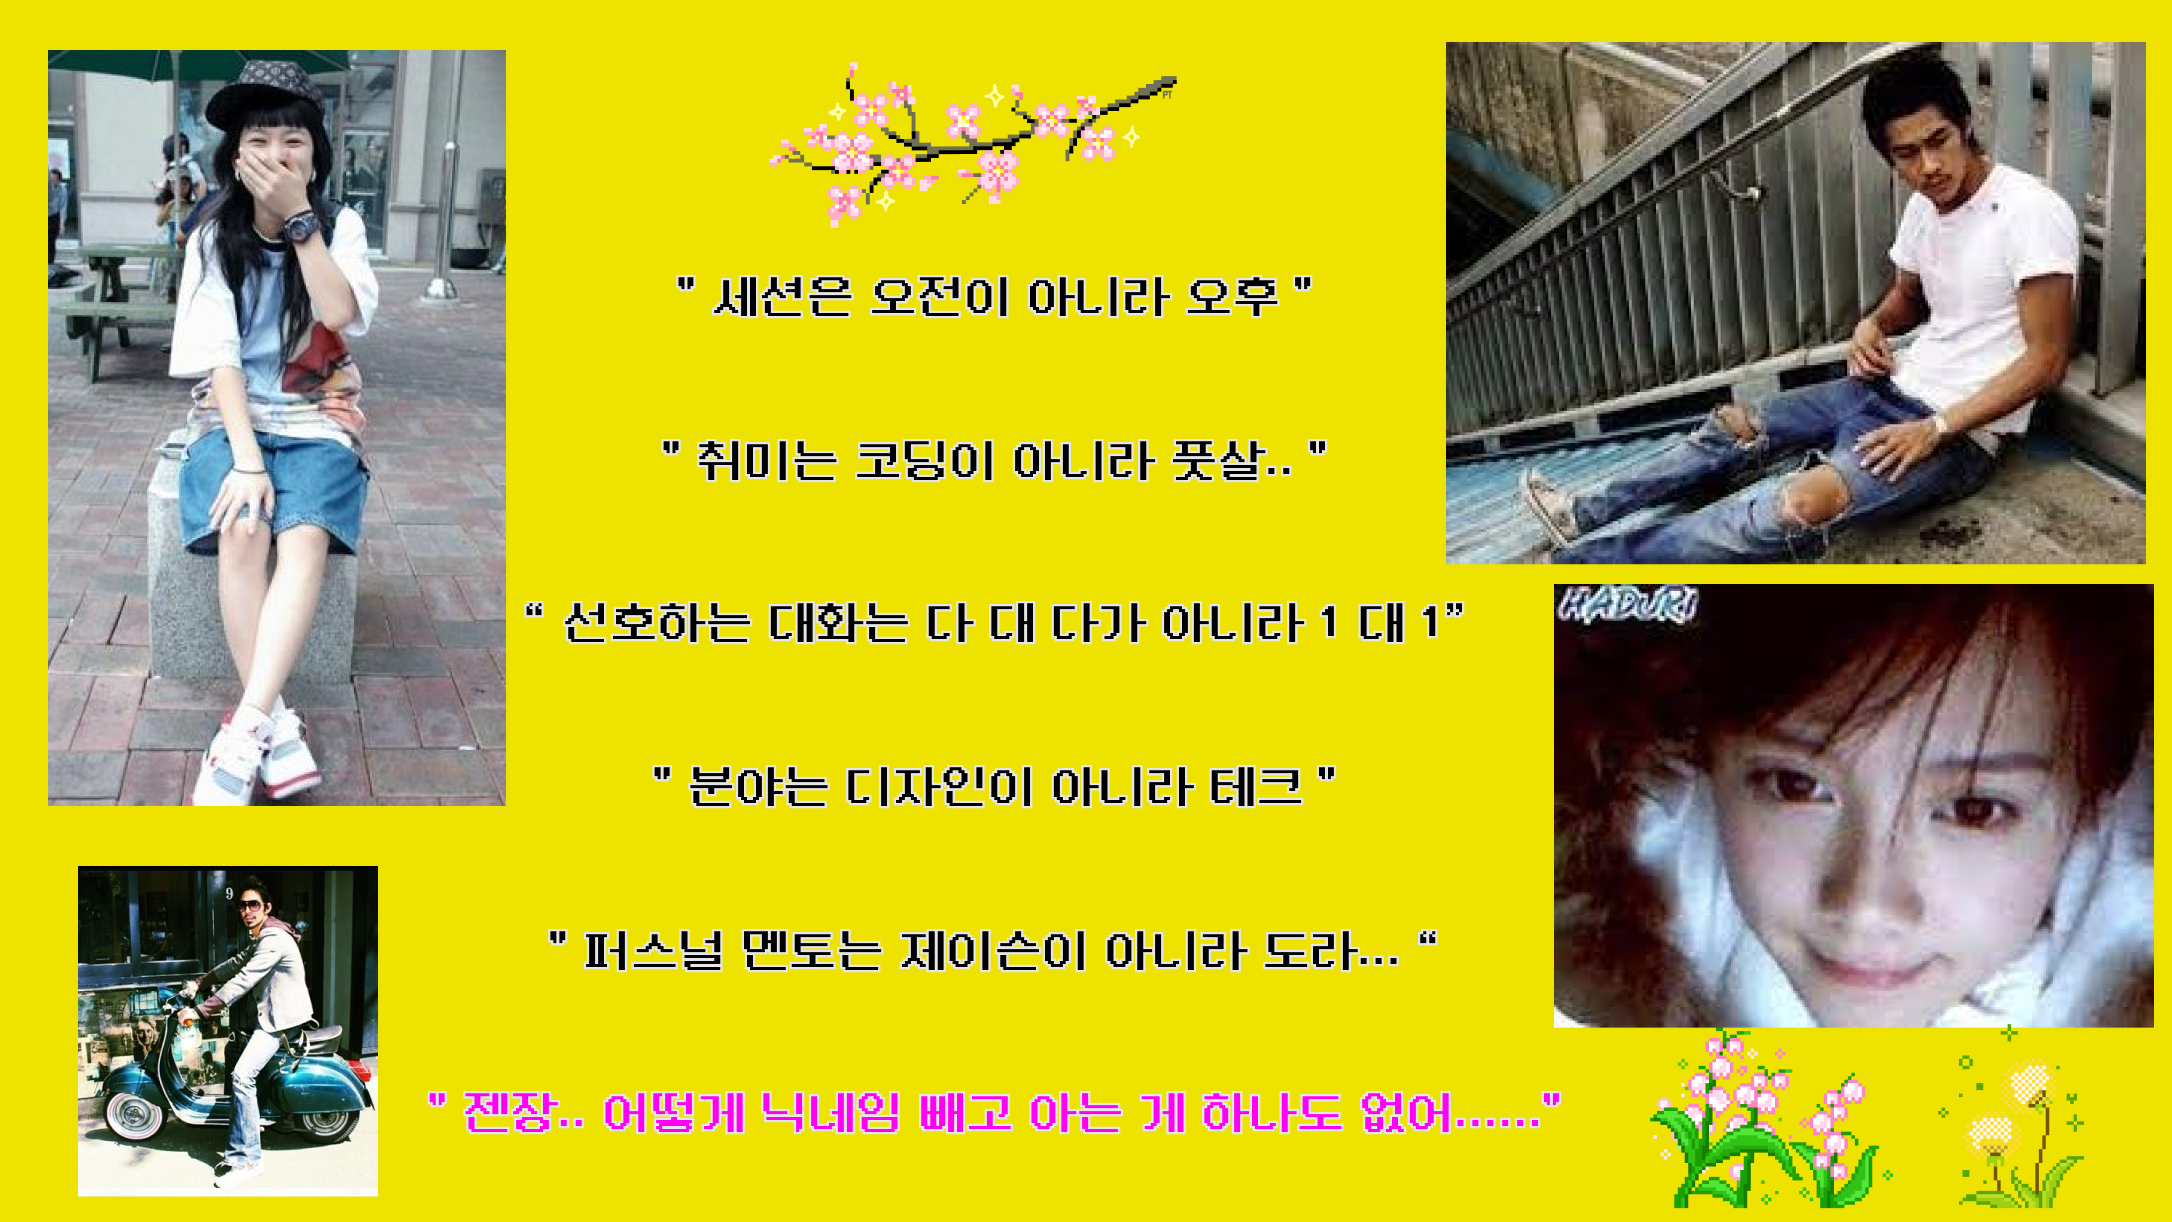 " 세션은 오전이 아니라 오후 "
" 취미는 코딩이 아니라 풋살.. "
“ 선호하는 대화는 다 대 다가 아니라 1 대 1”
" 분야는 디자인이 아니라 테크 "
" 퍼스널 멘토는 제이슨이 아니라 도라... “
" 젠장.. 어떻게 닉네임 빼고 아는 게 하나도 없어......"
HADURI
9
PT